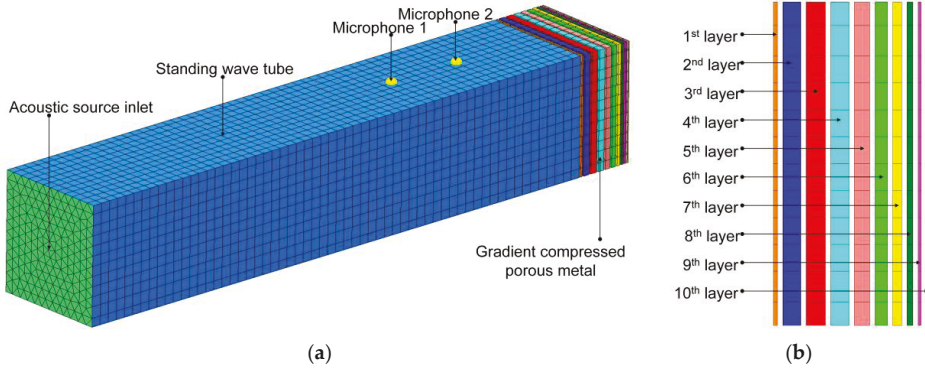 Microphone 2
Microphone 1
Standing wave tube
Acoustic source inlet
Gradient compressed
porous metal
(a)
1st layer
2nd layer
3rd layer
4th layer
5th layer
6th layer
7th layer
8th layer
9th layer
10th layer
(b)